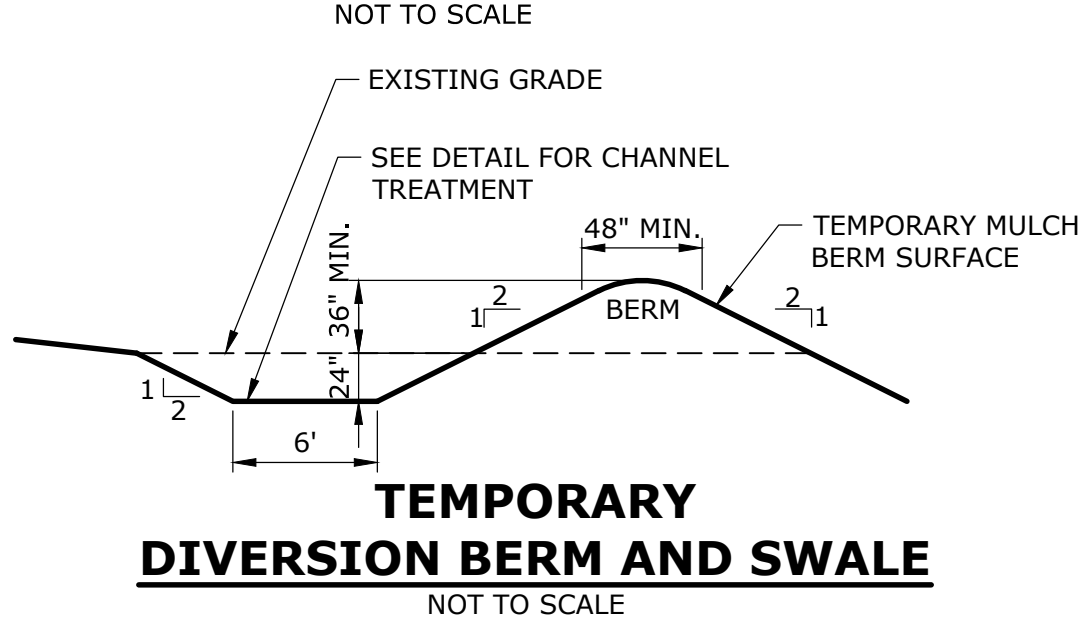 NOT TO SCALE
EXISTING GRADE
SEE DETAIL FOR CHANNEL
TREATMENT
48" MIN.
TEMPORARY MULCH
BERM SURFACE
36" MIN.
2
1
BERM
2
1
24"
1
2
6'
TEMPORARY
DIVERSION BERM AND SWALE
NOT TO SCALE